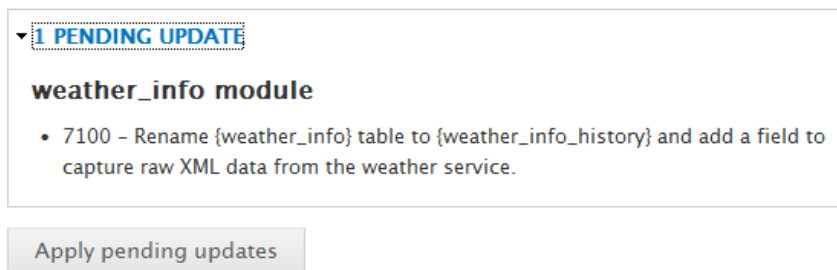 1 PENDING UPDATE
weather_info module
• 7100 – Rename {weather_info} table to {weather_info_history} and add a field to
capture raw XML data from the weather service.
Apply pending updates